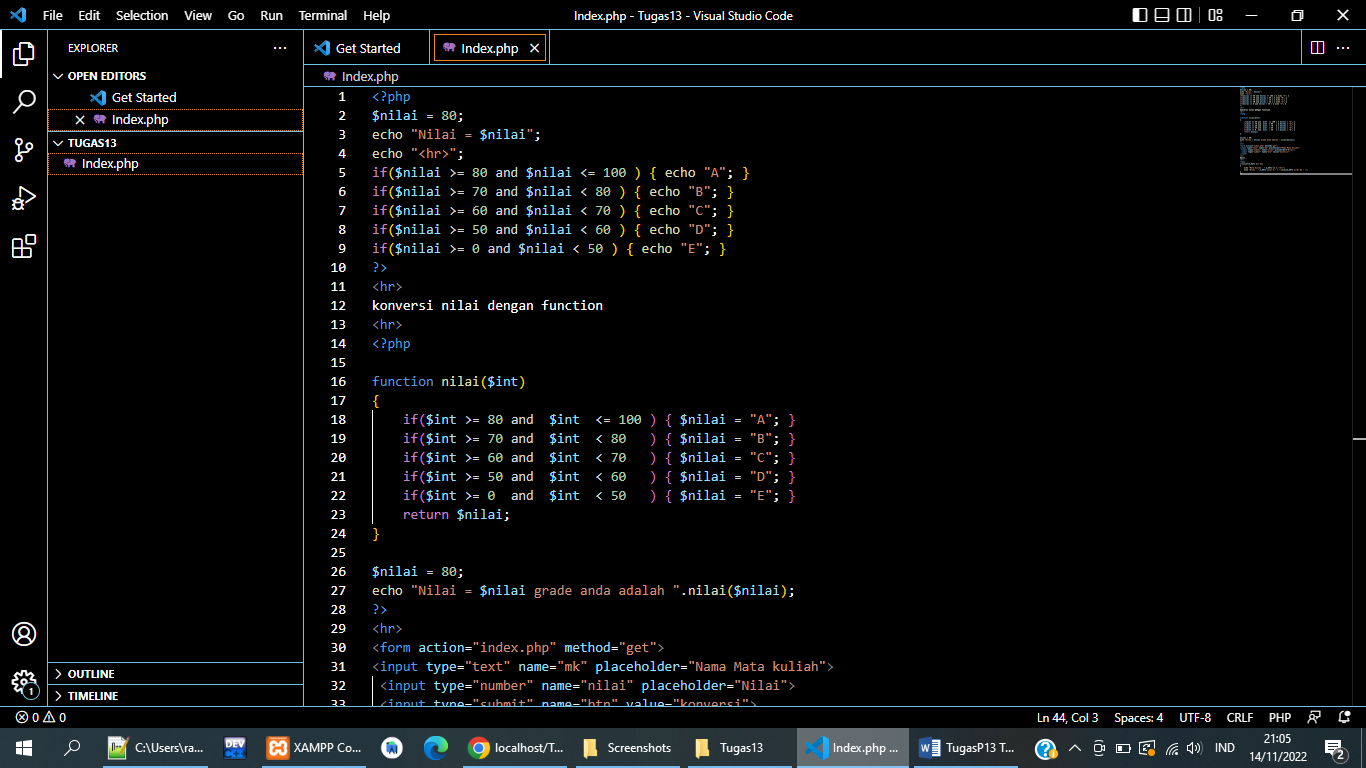 File Edit Selection View Go Run Terminal Help
Index.php - Tugas13 - Visual Studio Code
EXPLORER
OPEN EDITORS
Get Started
Index.php
TUGAS13
Index.php
OUTLINE
TIMELINE
Get Started
Index.php
Index.php
1 <?php
2 $nilai = 80;
3 echo "Nilai = $nilai";
4 echo "<hr>";
5 if($nilai >= 80 and $nilai <= 100 ) { echo "A"; }
6 if($nilai >= 70 and $nilai < 80 ) { echo "B"; }
7 if($nilai >= 60 and $nilai < 70 ) { echo "C"; }
8 if($nilai >= 50 and $nilai < 60 ) { echo "D"; }
9 if($nilai >= 0 and $nilai < 50 ) { echo "E"; }
10 ?>
11 <hr>
12 konversi nilai dengan function
13 <hr>
14 <?php
15
16 function nilai($int)
17 {
18     if($int >= 80 and  $int  <= 100 ) { $nilai = "A"; }
19     if($int >= 70 and  $int  < 80   ) { $nilai = "B"; }
20     if($int >= 60 and  $int  < 70   ) { $nilai = "C"; }
21     if($int >= 50 and  $int  < 60   ) { $nilai = "D"; }
22     if($int >= 0  and  $int  < 50   ) { $nilai = "E"; }
23     return $nilai;
24 }
25
26 $nilai = 80;
27 echo "Nilai = $nilai grade anda adalah ".nilai($nilai);
28 ?>
29 <hr>
30 <form action="index.php" method="get">
31 <input type="text" name="mk" placeholder="Nama Mata kuliah">
32  <input type="number" name="nilai" placeholder="Nilai">
33  <input type="submit" name="btn" value="konversi">
1
0 0
Ln 44, Col 3 Spaces: 4 UTF-8 CRLF PHP
C:\Users\ra...
DEV
XAMPP Co...
localhost/T...
Screenshots
Tugas13
Index.php ...
TugasP13 T...
IND
21:05
14/11/2022
2